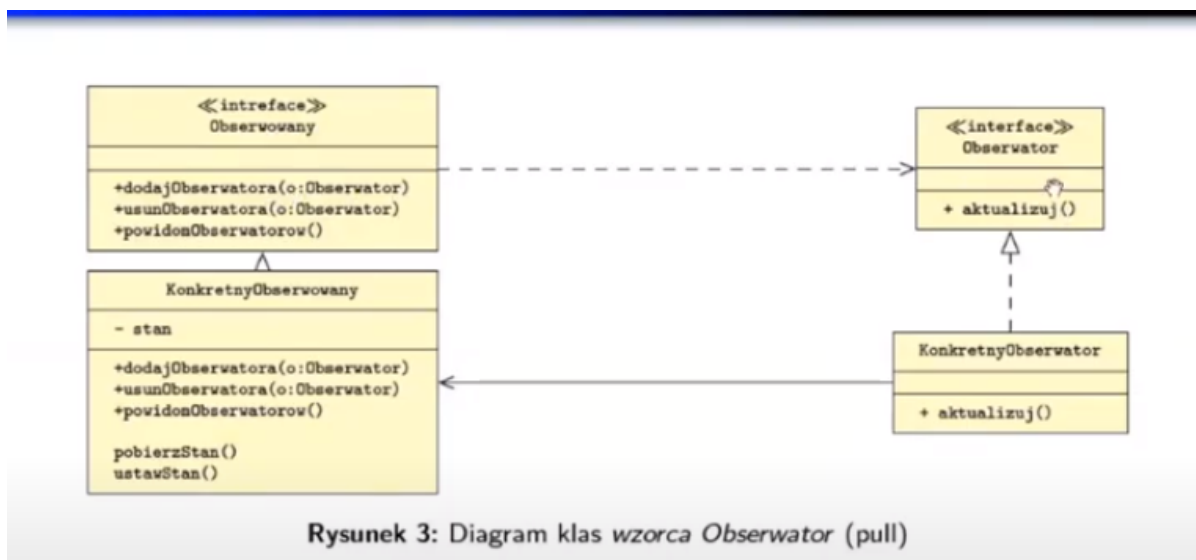 ≪intreface≫
Obserwowany
+dodajObserwatora(o:Obserwator)
+usunObserwatora(o:Obserwator)
+powidomObserwatorow()
≪interface≫
Obserwator
+ aktualizuj()
KonkretnyObserwowany
- stan
+dodajObserwatora(o:Obserwator)
+usunObserwatora(o:Obserwator)
+powidomObserwatorow()
pobierzStan()
ustawStan()
KonkretnyObserwator
+ aktualizuj()
Rysunek 3: Diagram klas wzorca Obserwator (pull)